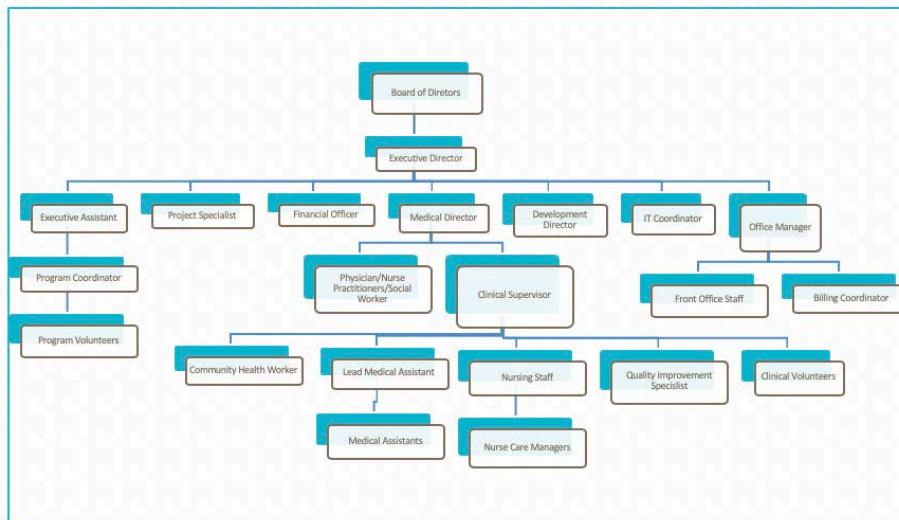 Board of Diretors
Executive Director
Executive Assistant
Project Specialist
Financial Officer
Medical Director
Development
Director
IT Coordinator
Office Manager
Program Coordinator
Physician/Nurse
Practitioners/Social
Worker
Clinical Supervisor
Front Office Staff
Billing Coordinator
Program Volunteers
Community Health Worker
Lead Medical Assistant
Nursing Staff
Quality Improvement
Specislist
Clinical Volunteers
Medical Assistants
Nurse Care Managers